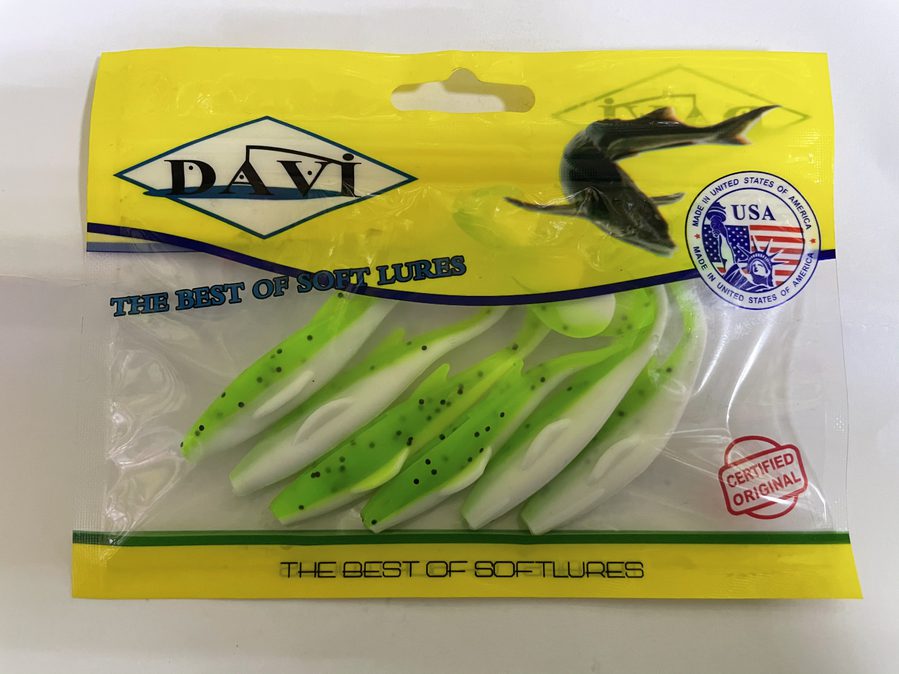 DAVİ
THE BEST OF SOFT LURES
MADE IN UNITED STATES OF AMERICA
USA
MADE IN UNITED STATES OF AMERICA
CERTIFIED
ORIGINAL
THE BEST OF SOFTLURES